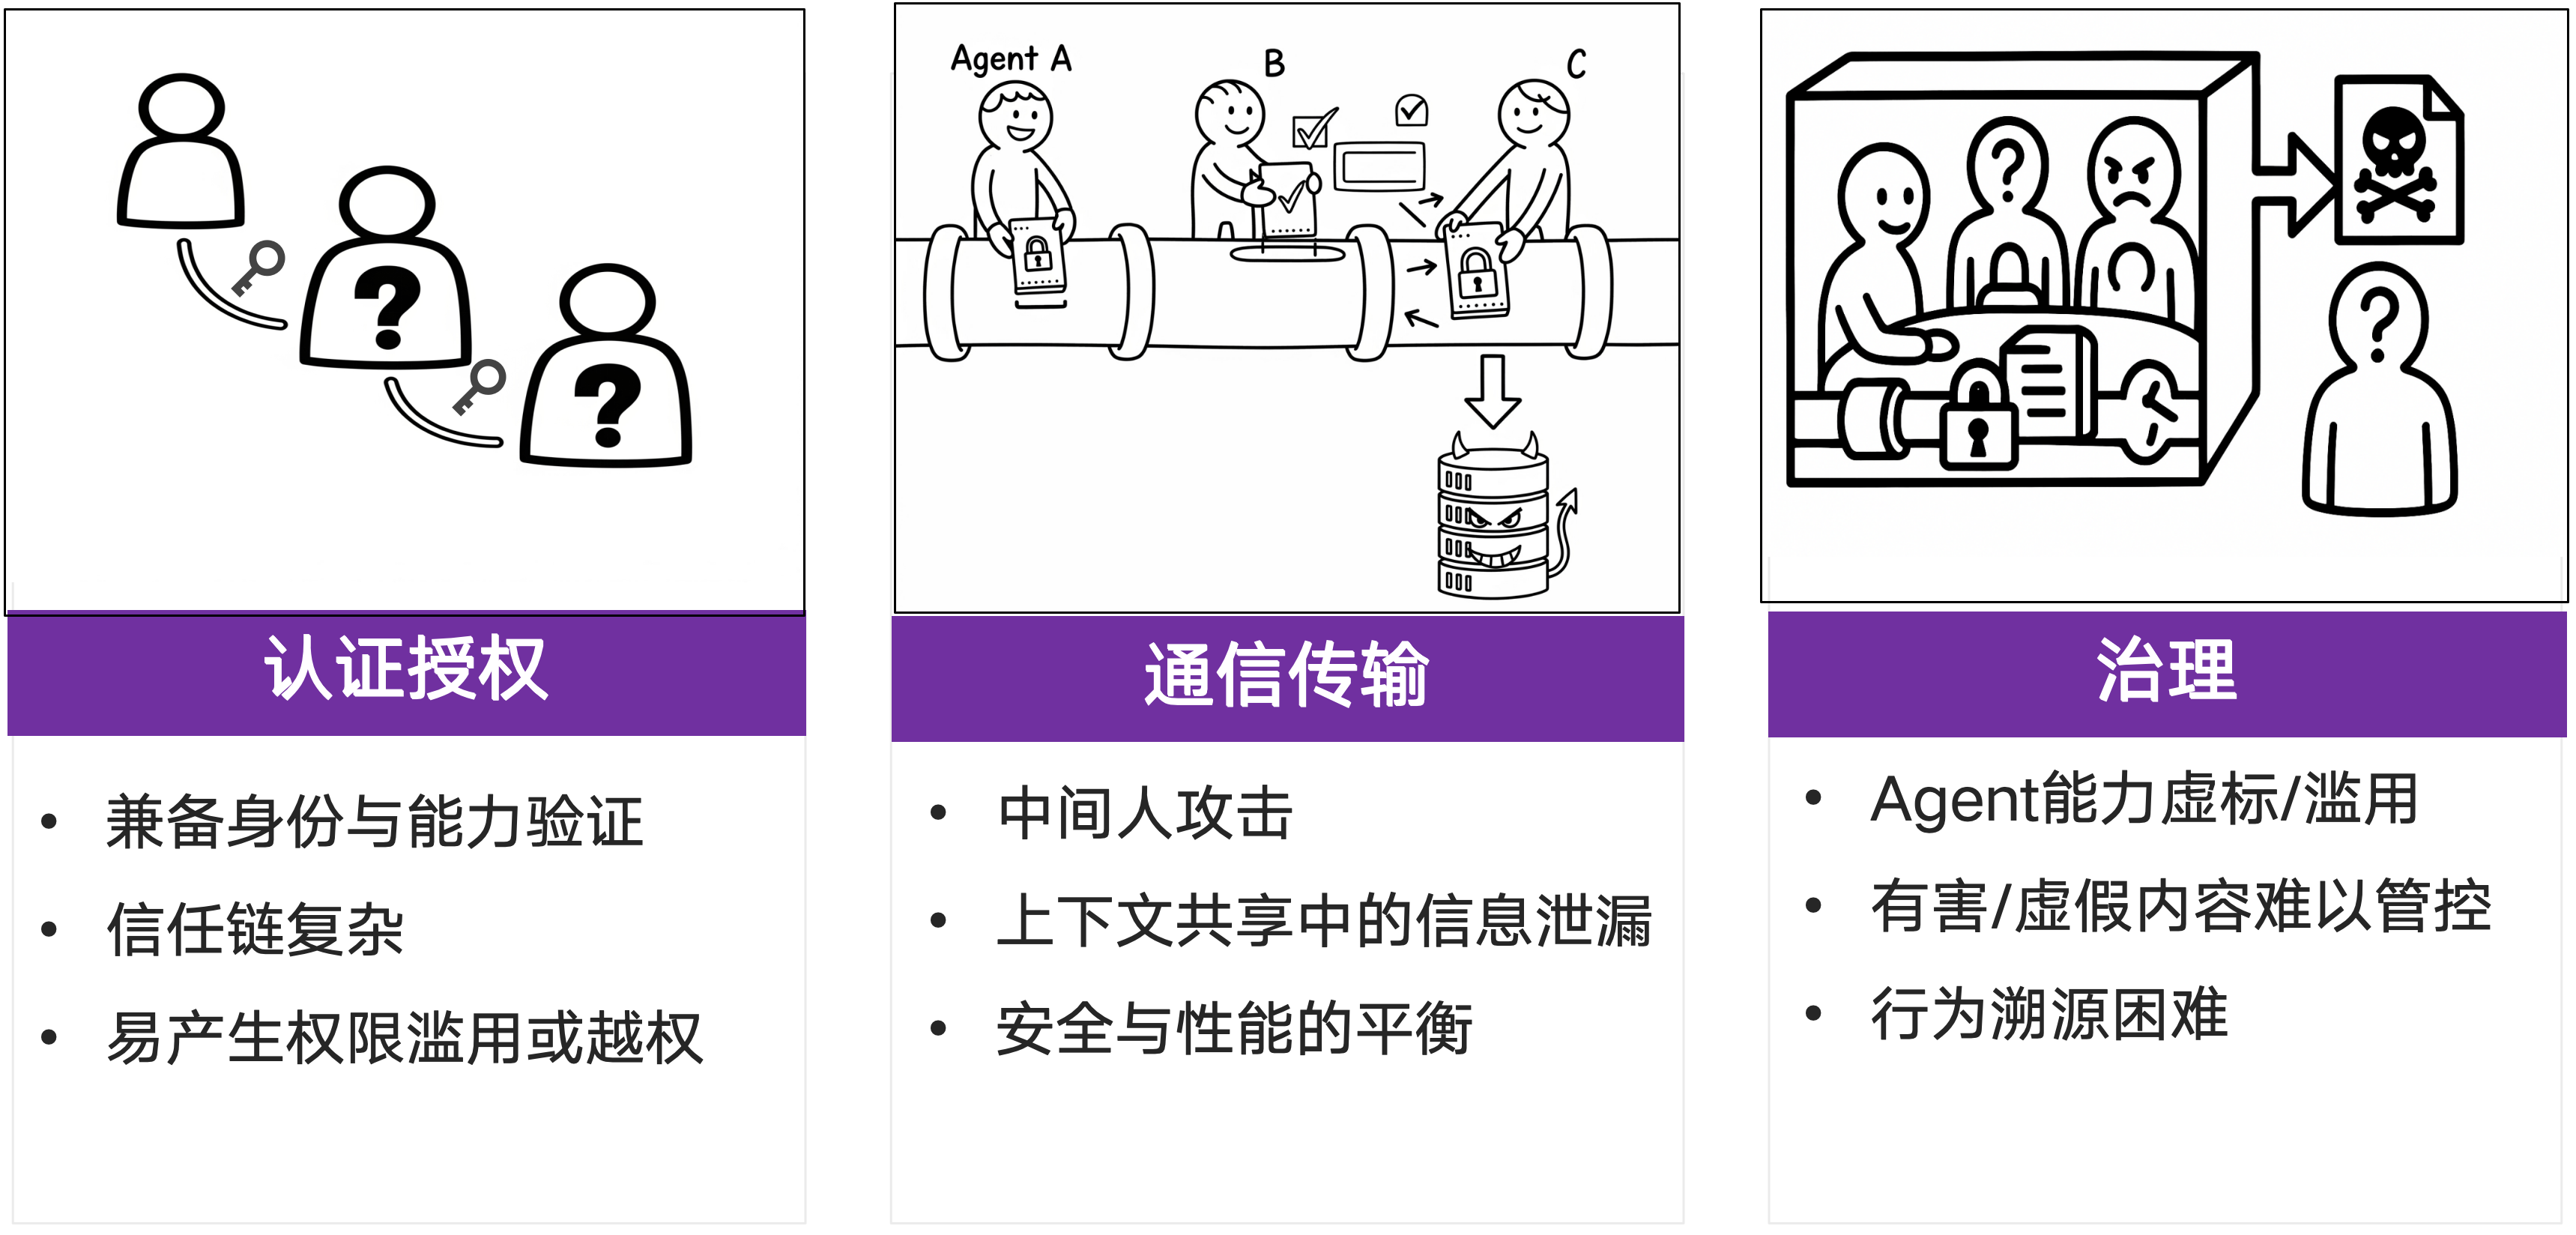 Agent A
B
C
认证授权
• 兼备身份与能力验证
• 信任链复杂
• 易产生权限滥用或越权
通信传输
• 中间人攻击
• 上下文共享中的信息泄漏
• 安全与性能的平衡
治理
• Agent能力虚标/滥用
• 有害/虚假内容难以管控
• 行为溯源困难